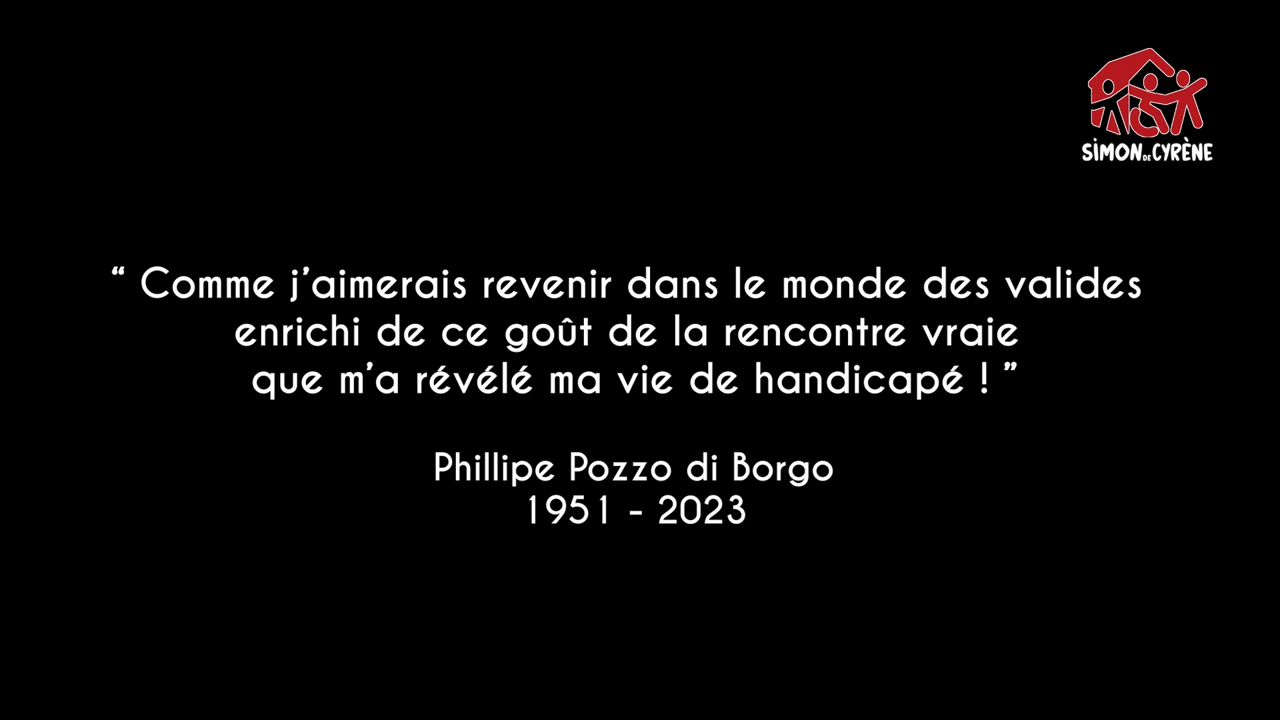 SIMON DE CYRÈNE
“ Comme j’aimerais revenir dans le monde des valides
enrichi de ce goût de la rencontre vraie
que m’a révélé ma vie de handicapé ! ”
Phillipe Pozzo di Borgo
1951 - 2023